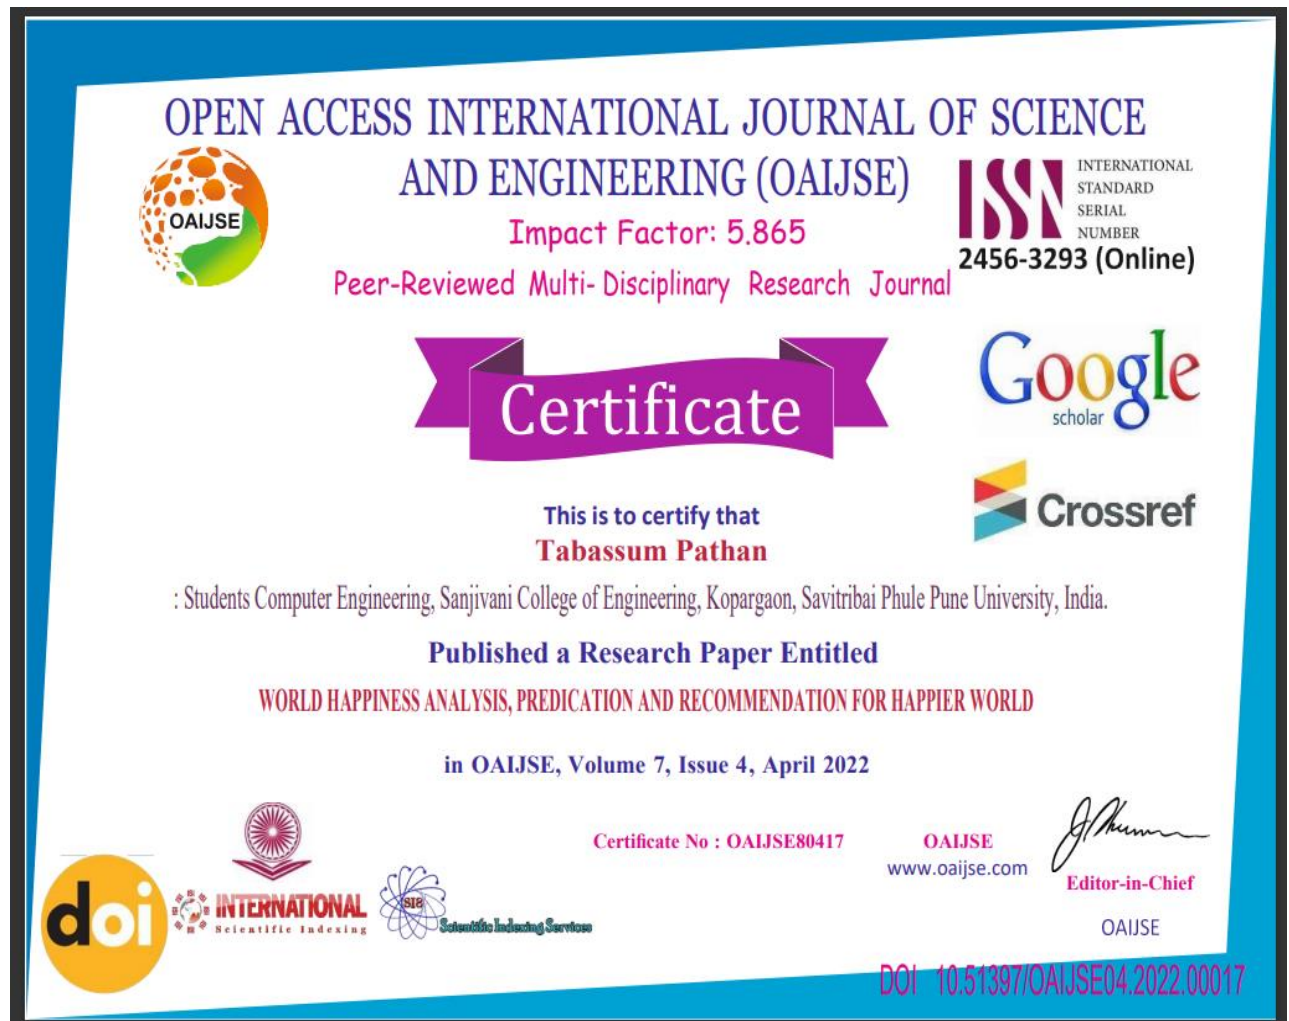 OPEN ACCESS INTERNATIONAL JOURNAL OF SCIENCE
AND ENGINEERING (OAIJSE)
OAIJSE
Impact Factor: 5.865
Peer-Reviewed Multi- Disciplinary Research Journal
ISSN
INTERNATIONAL
STANDARD
SERIAL
NUMBER
2456-3293 (Online)
Certificate
Google
scholar
Crossref
This is to certify that
Tabassum Pathan
: Students Computer Engineering, Sanjivani College of Engineering, Kopargaon, Savitribai Phule Pune University, India.
Published a Research Paper Entitled
WORLD HAPPINESS ANALYSIS, PREDICATION AND RECOMMENDATION FOR HAPPIER WORLD
in OAIJSE, Volume 7, Issue 4, April 2022
Certificate No : OAIJSE80417
OAIJSE
www.oaijse.com
Editor-in-Chief
OAIJSE
doi
INTERNATIONAL
Scientific Indexing
SIS
Scientific Indexing Services
DOI 10.51397/OAIJSE04.2022.00017